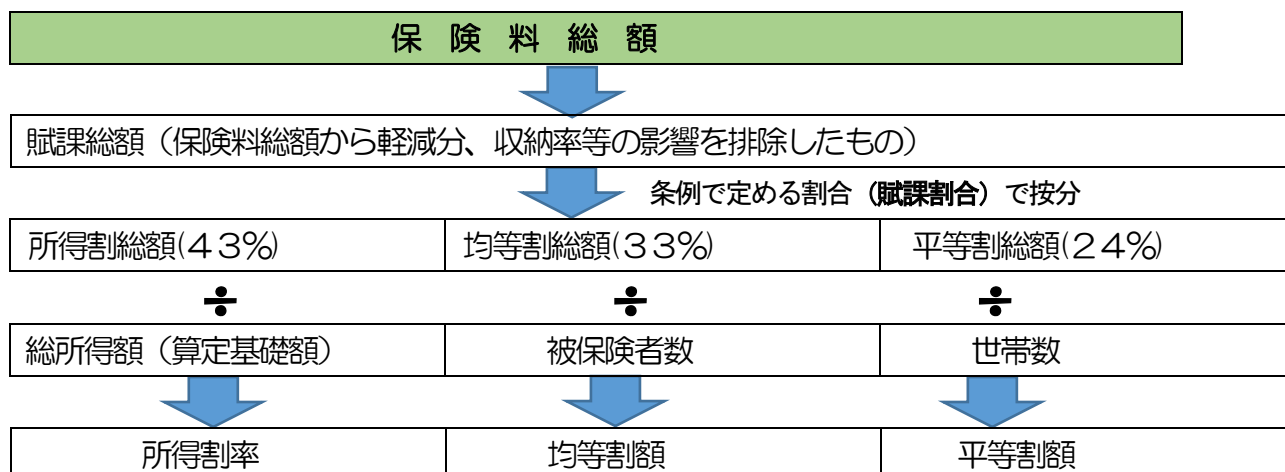 保 険 料 総 額
賦課総額（保険料総額から軽減分、収納率等の影響を排除したもの）
条例で定める割合（賦課割合）で按分
所得割総額(４３%) 均等割総額(３３%) 平等割総額(２４%)
÷ ÷ ÷
総所得額（算定基礎額） 被保険者数 世帯数
所得割率 均等割額 平等割額